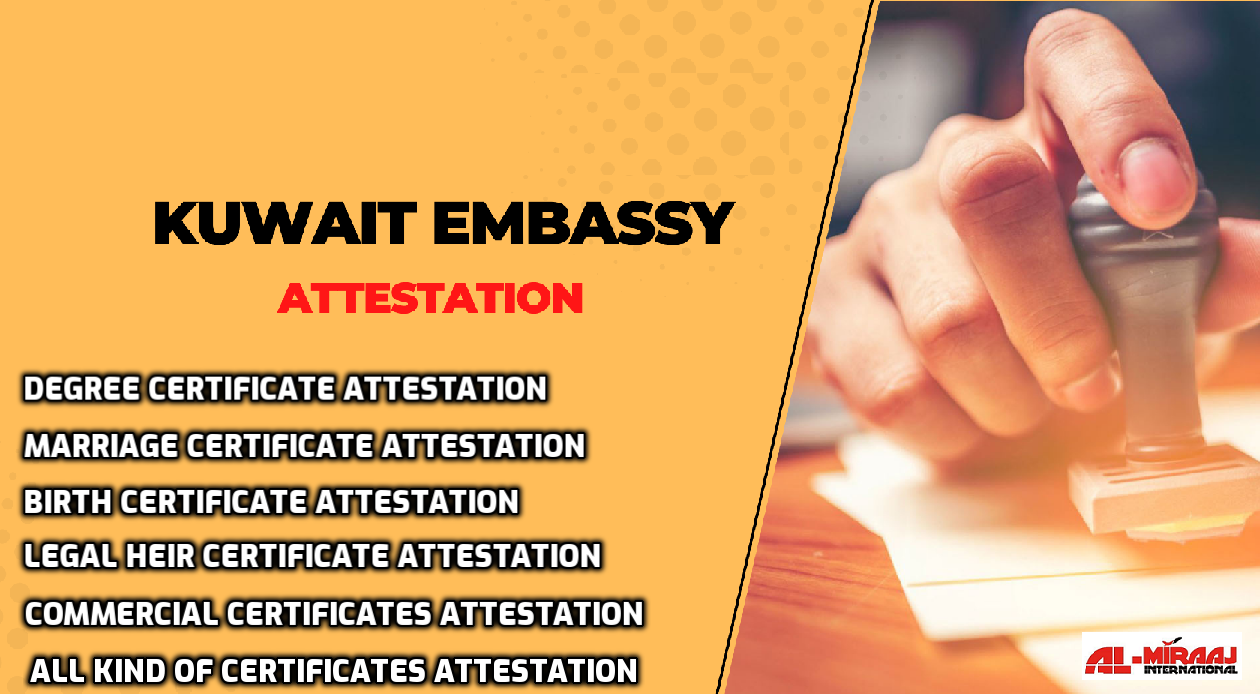 KUWAIT EMBASSY
ATTESTATION
DEGREE CERTIFICATE ATTESTATION
MARRIAGE CERTIFICATE ATTESTATION
BIRTH CERTIFICATE ATTESTATION
LEGAL HEIR CERTIFICATE ATTESTATION
COMMERCIAL CERTIFICATES ATTESTATION
ALL KIND OF CERTIFICATES ATTESTATION
AL-MIRAAJ
INTERNATIONAL